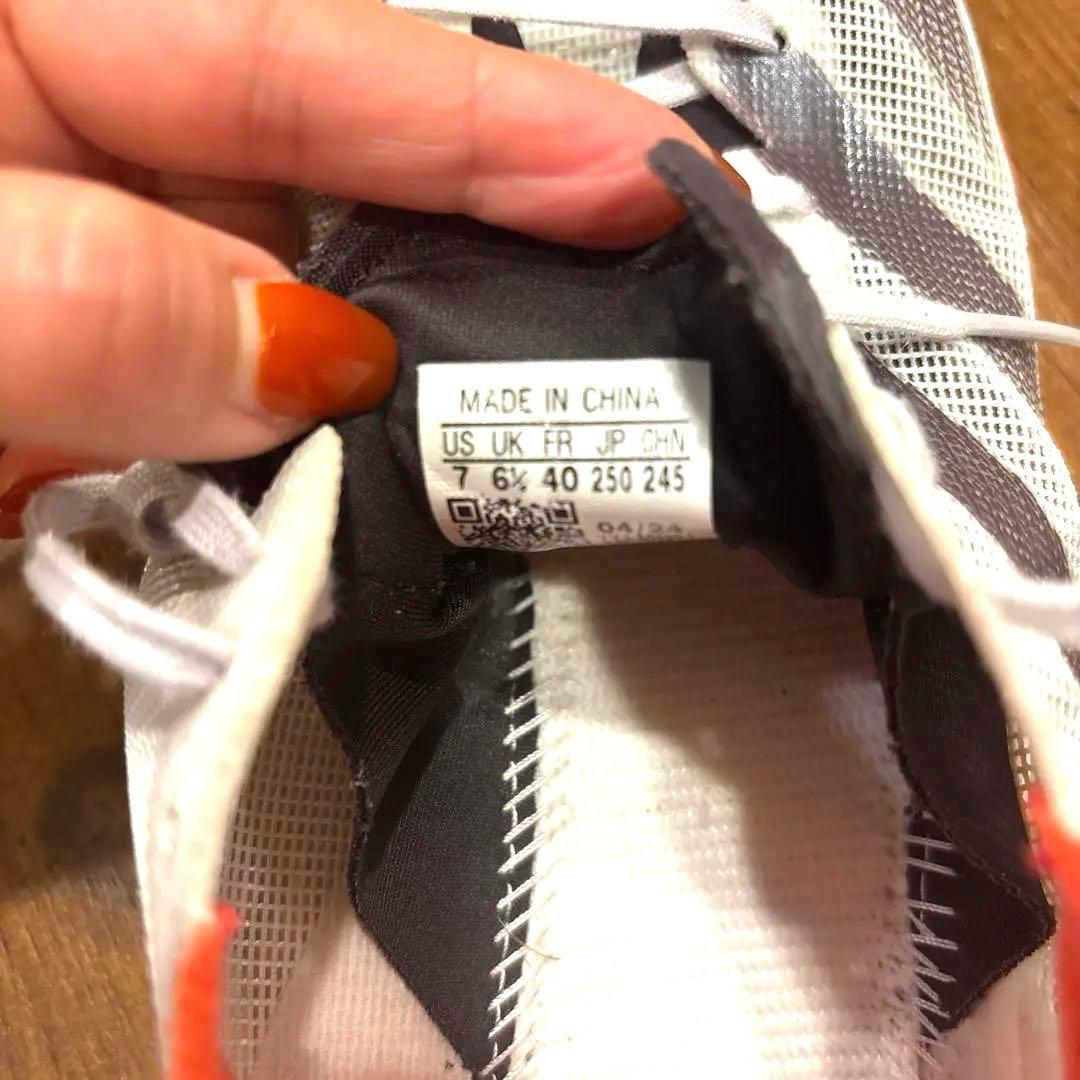 MADE IN CHINA
US UK FR JP CHN
7 6½ 40 250 245
04/24